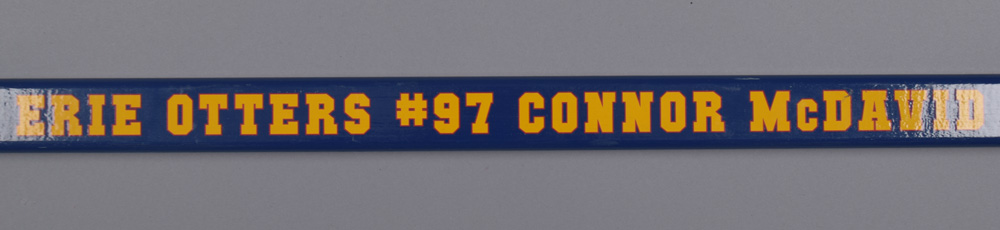 ERIE OTTERS #97 CONNOR McDAVID